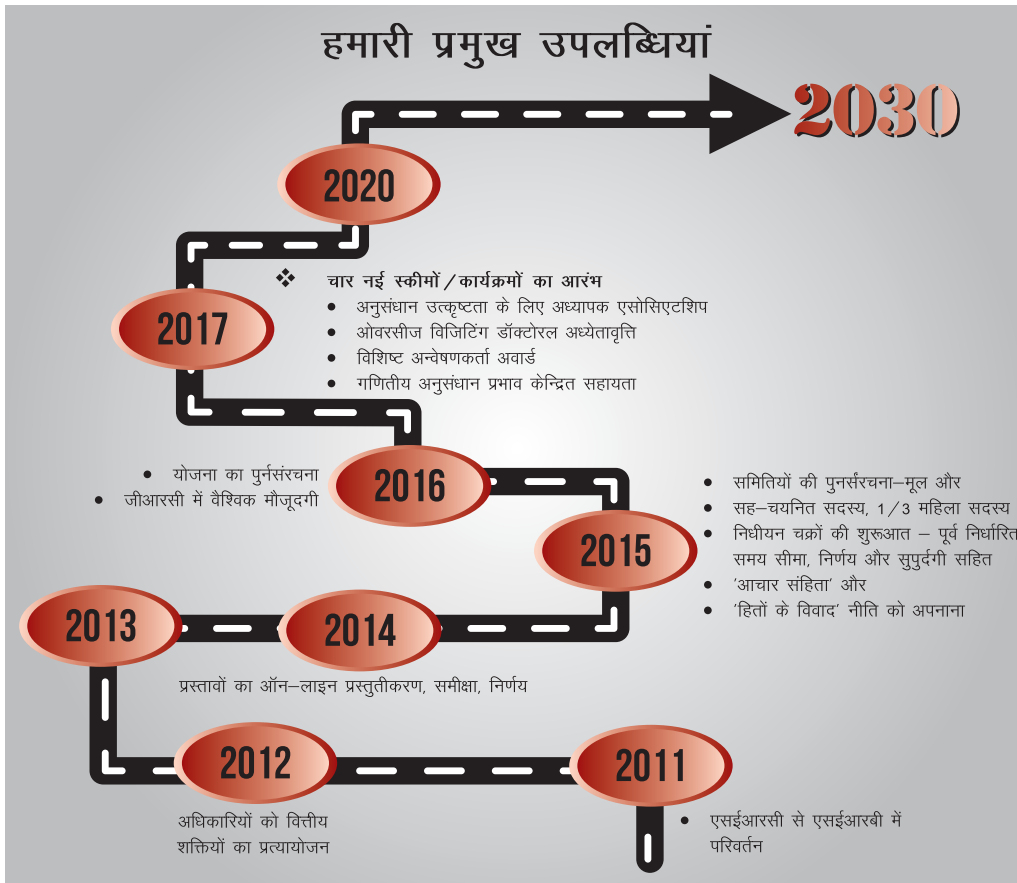 हमारी प्रमुख उपलब्धियां
2030
2020
2017
❖ चार नई स्कीमों/कार्यक्रमों का आरंभ
• अनुसंधान उत्कृष्टता के लिए अध्यापक एसोसिएटशिप
• ओवरसीज विजिटिंग डॉक्टोरल अध्येतावृत्ति
• विशिष्ट अन्वेषणकर्ता अवार्ड
• गणितीय अनुसंधान प्रभाव केन्द्रित सहायता
2016
• योजना का पुर्नसंरचना
• जीआरसी में वैश्विक मौजूदगी
2015
• समितियों की पुनर्संरचना–मूल और
• सह–चयनित सदस्य, 1/3 महिला सदस्य
• निधीयन चक्रों की शुरूआत – पूर्व निर्धारित
समय सीमा, निर्णय और सुपुर्दगी सहित
• 'आचार संहिता' और
• 'हितों के विवाद' नीति को अपनाना
2013
2014
प्रस्तावों का ऑन–लाइन प्रस्तुतीकरण, समीक्षा, निर्णय
2012
अधिकारियों को वित्तीय
शक्तियों का प्रत्यायोजन
2011
• एसईआरसी से एसईआरबी में
परिवर्तन